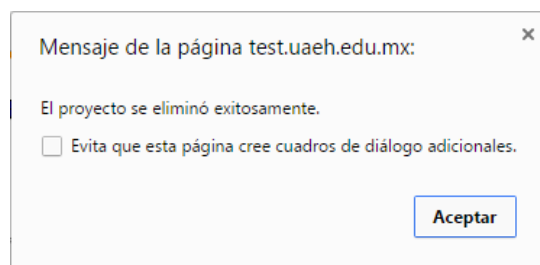 Mensaje de la página test.uaeh.edu.mx:
El proyecto se eliminó exitosamente.
Evita que esta página cree cuadros de diálogo adicionales.
Aceptar